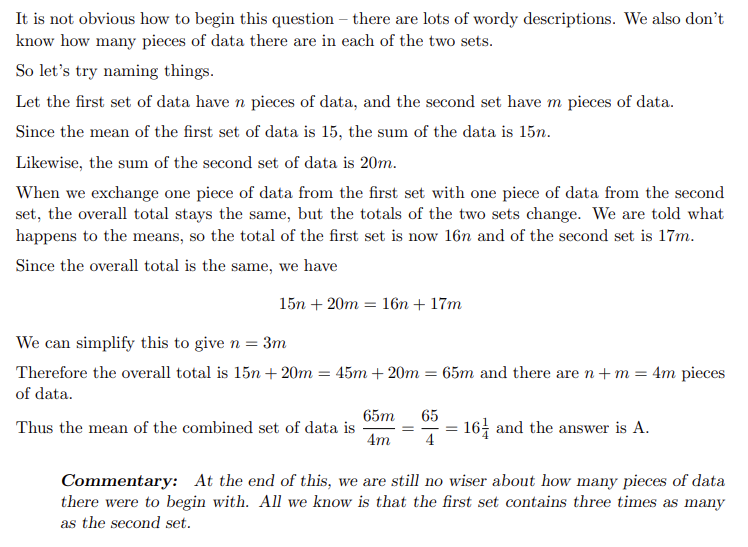 It is not obvious how to begin this question – there are lots of wordy descriptions. We also don't
know how many pieces of data there are in each of the two sets.
So let's try naming things.
Let the first set of data have n pieces of data, and the second set have m pieces of data.
Since the mean of the first set of data is 15, the sum of the data is 15n.
Likewise, the sum of the second set of data is 20m.
When we exchange one piece of data from the first set with one piece of data from the second
set, the overall total stays the same, but the totals of the two sets change. We are told what
happens to the means, so the total of the first set is now 16n and of the second set is 17m.
Since the overall total is the same, we have
15n + 20m = 16n + 17m
We can simplify this to give n = 3m
Therefore the overall total is 15n + 20m = 45m + 20m = 65m and there are n + m = 4m pieces
of data.
Thus the mean of the combined set of data is 65m/4m = 65/4 = 16 1/4 and the answer is A.
Commentary: At the end of this, we are still no wiser about how many pieces of data
there were to begin with. All we know is that the first set contains three times as many
as the second set.